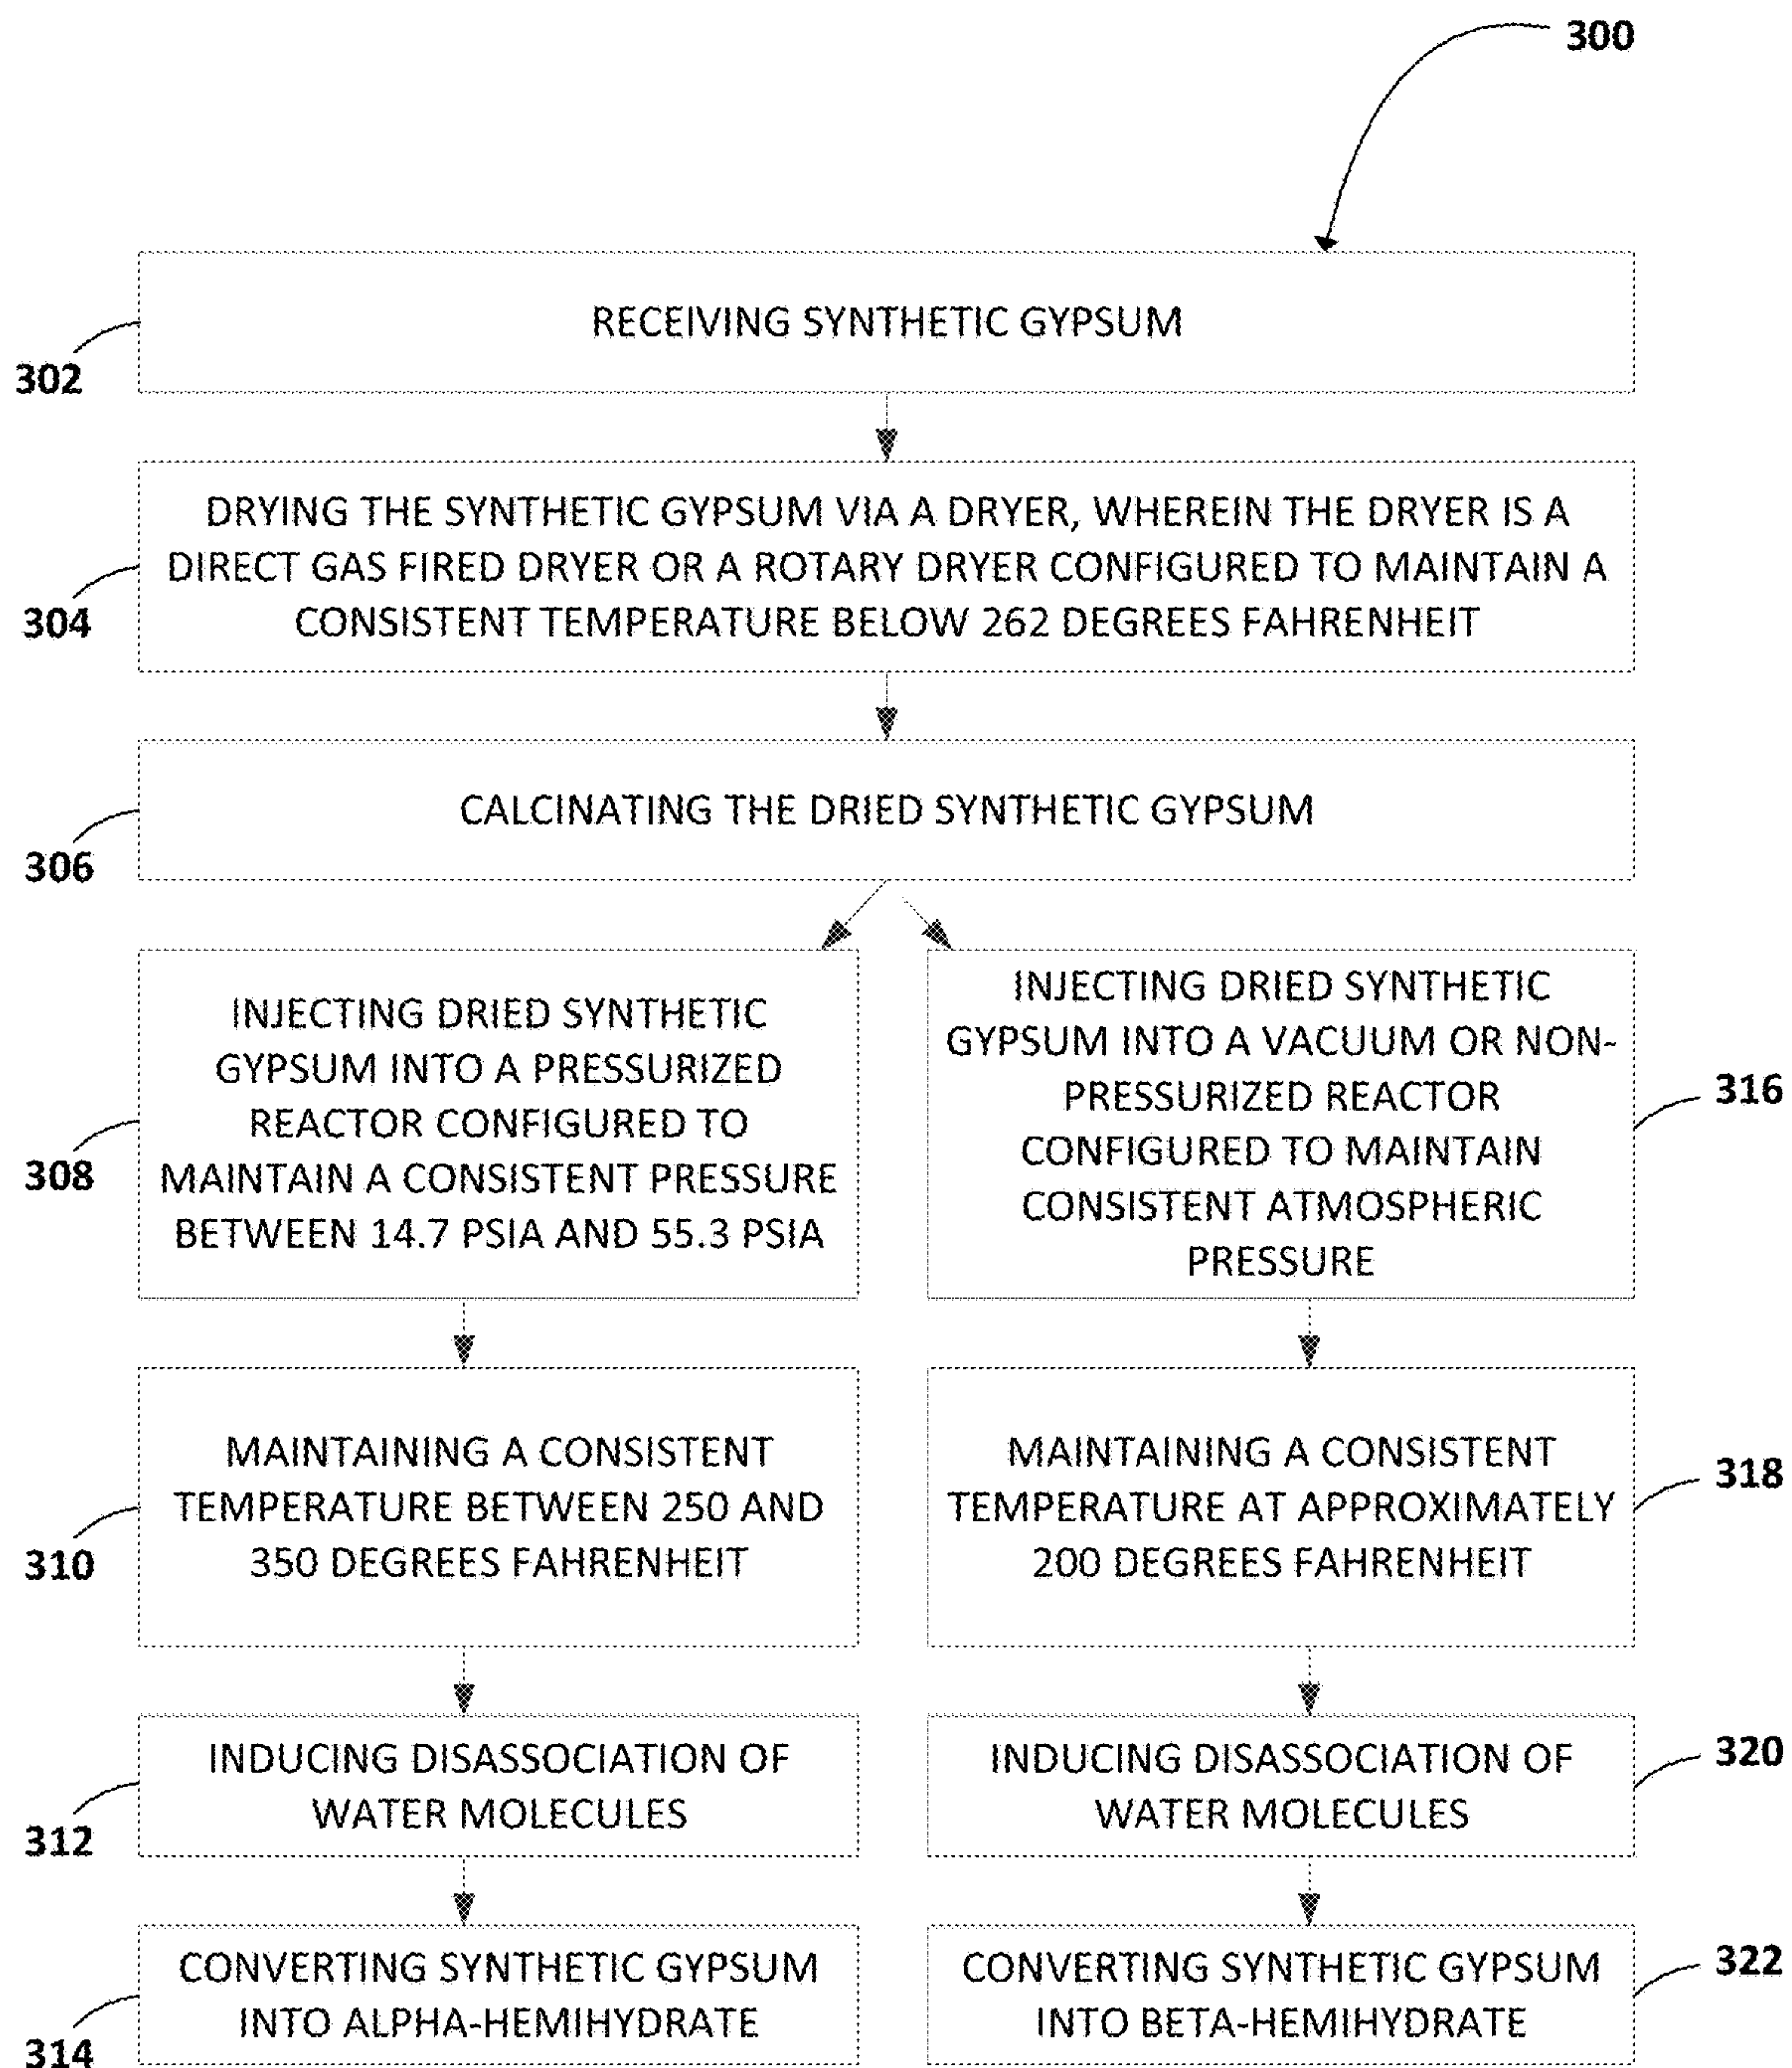 300
RECEIVING SYNTHETIC GYPSUM
302
DRYING THE SYNTHETIC GYPSUM VIA A DRYER, WHEREIN THE DRYER IS A
DIRECT GAS FIRED DRYER OR A ROTARY DRYER CONFIGURED TO MAINTAIN A
CONSISTENT TEMPERATURE BELOW 262 DEGREES FAHRENHEIT
304
CALCINATING THE DRIED SYNTHETIC GYPSUM
306
INJECTING DRIED SYNTHETIC
GYPSUM INTO A PRESSURIZED
REACTOR CONFIGURED TO
MAINTAIN A CONSISTENT PRESSURE
BETWEEN 14.7 PSIA AND 55.3 PSIA
308
INJECTING DRIED SYNTHETIC
GYPSUM INTO A VACUUM OR NON-
PRESSURIZED REACTOR
CONFIGURED TO MAINTAIN
CONSISTENT ATMOSPHERIC
PRESSURE
316
MAINTAINING A CONSISTENT
TEMPERATURE BETWEEN 250 AND
350 DEGREES FAHRENHEIT
310
MAINTAINING A CONSISTENT
TEMPERATURE AT APPROXIMATELY
200 DEGREES FAHRENHEIT
318
INDUCING DISASSOCIATION OF
WATER MOLECULES
312
INDUCING DISASSOCIATION OF
WATER MOLECULES
320
CONVERTING SYNTHETIC GYPSUM
INTO ALPHA-HEMIHYDRATE
314
CONVERTING SYNTHETIC GYPSUM
INTO BETA-HEMIHYDRATE
322